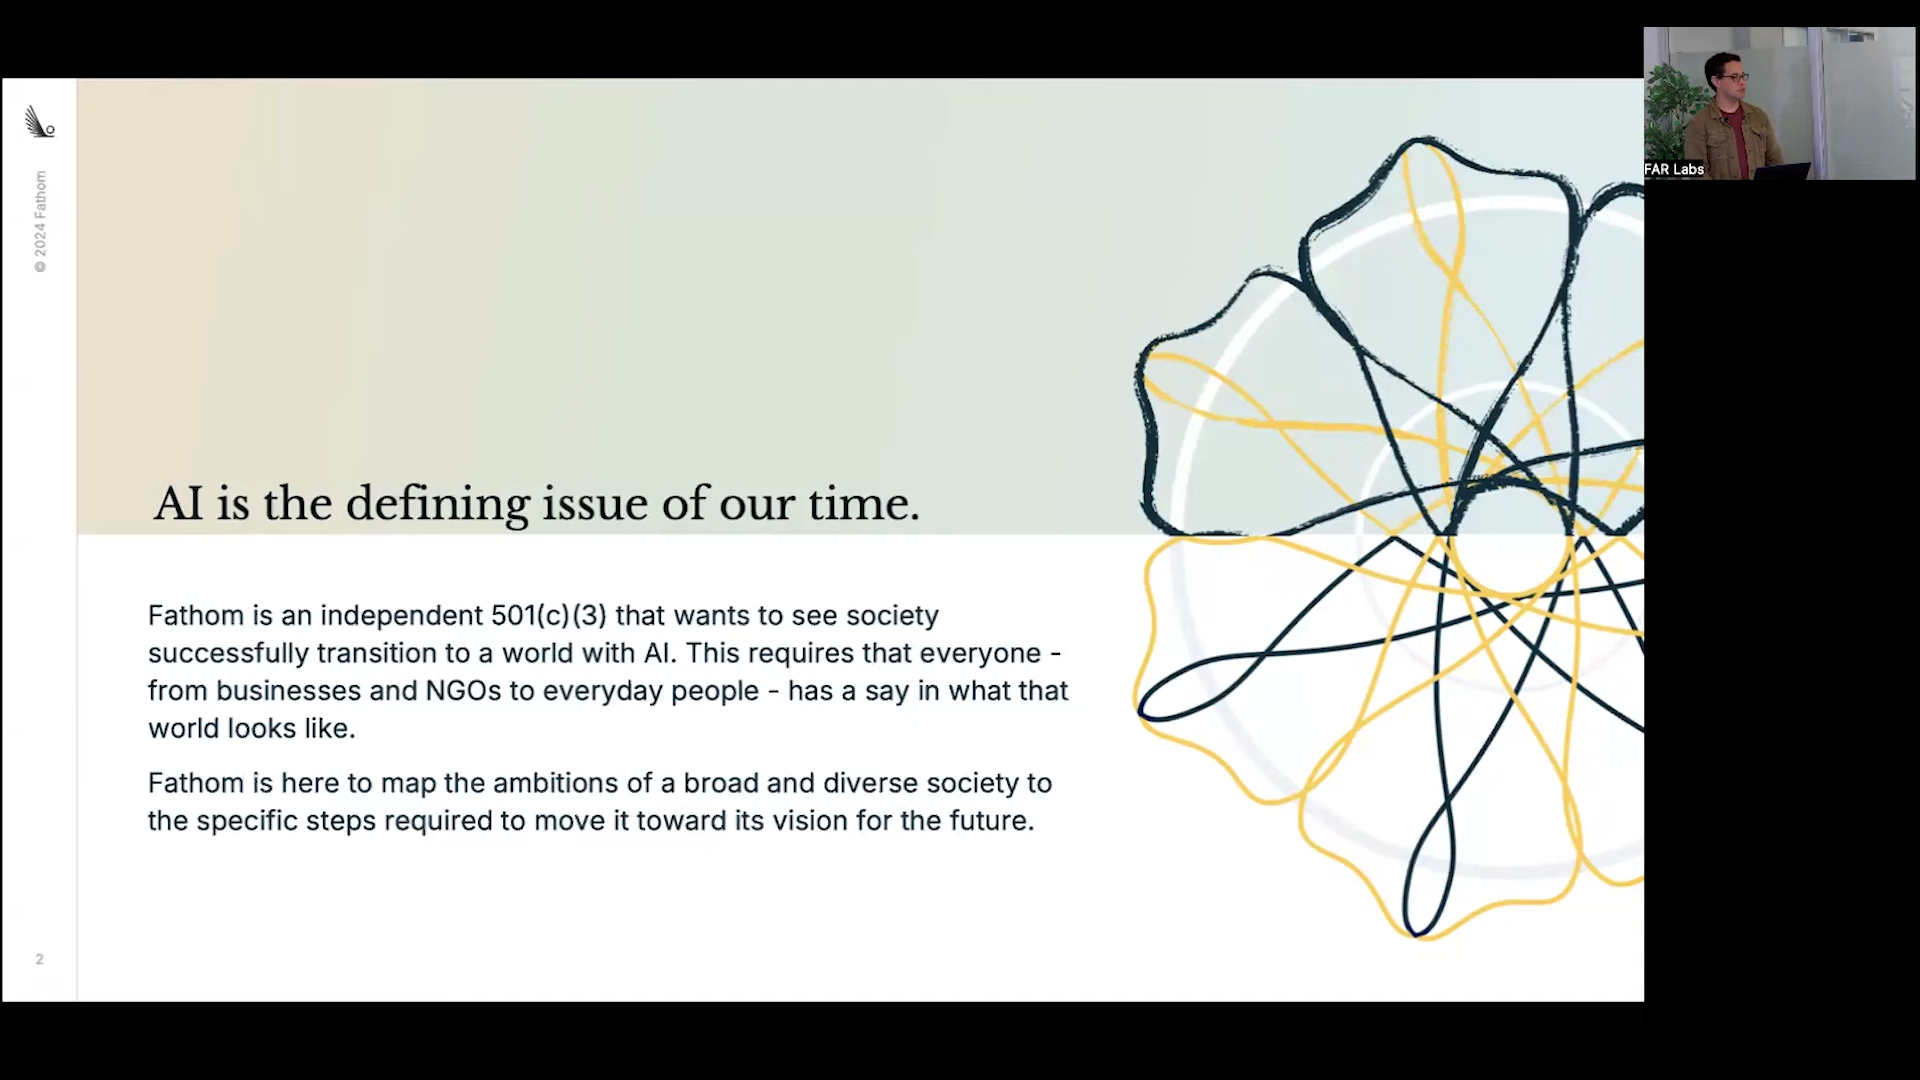 © 2024 Fathom
AI is the defining issue of our time.
Fathom is an independent 501(c)(3) that wants to see society
successfully transition to a world with AI. This requires that everyone -
from businesses and NGOs to everyday people - has a say in what that
world looks like.
Fathom is here to map the ambitions of a broad and diverse society to
the specific steps required to move it toward its vision for the future.
2
FAR Labs